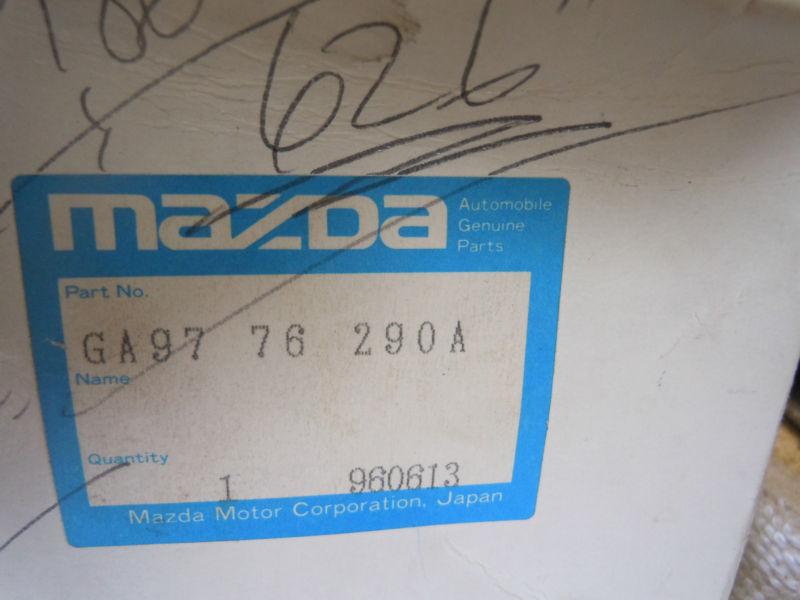 626
mazda
Automobile
Genuine
Parts
Part No.
GA97 76 290A
Name
Quantity
1 960613
Mazda Motor Corporation, Japan